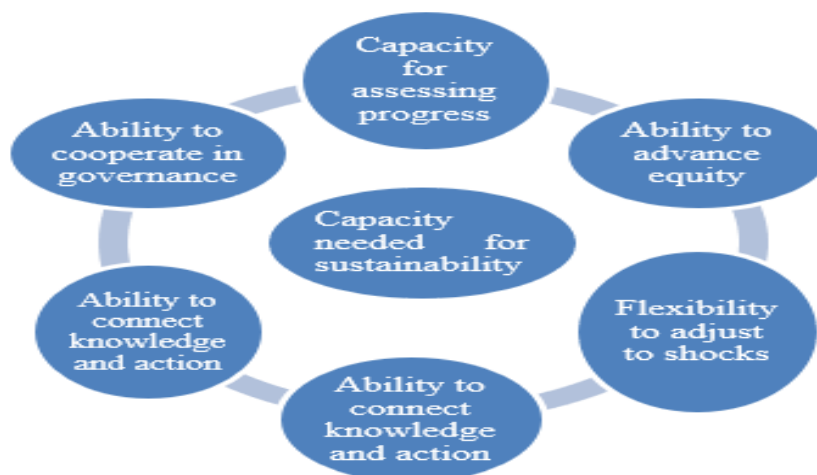 Capacity
for
assessing
progress
Ability to
advance
equity
Flexibility
to adjust
to shocks
Ability to
connect
knowledge
and action
Ability to
connect
knowledge
and action
Ability to
cooperate in
governance
Capacity
needed for
sustainability